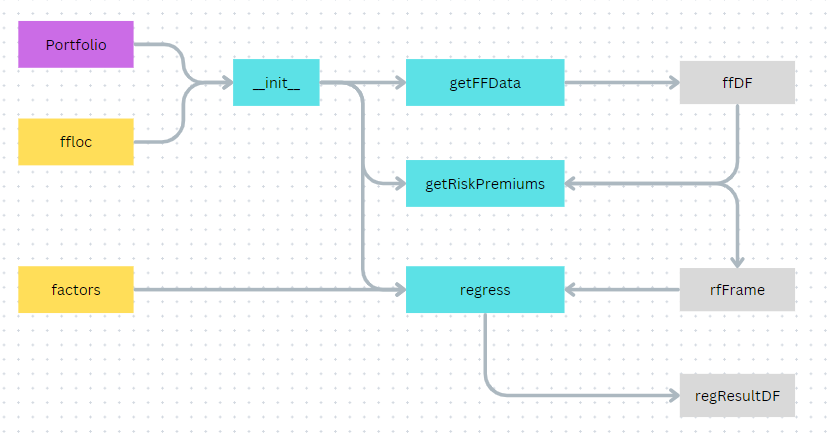 Portfolio
__init__
getFFData
ffDF
ffloc
getRiskPremiums
factors
regress
rfFrame
regResultDF